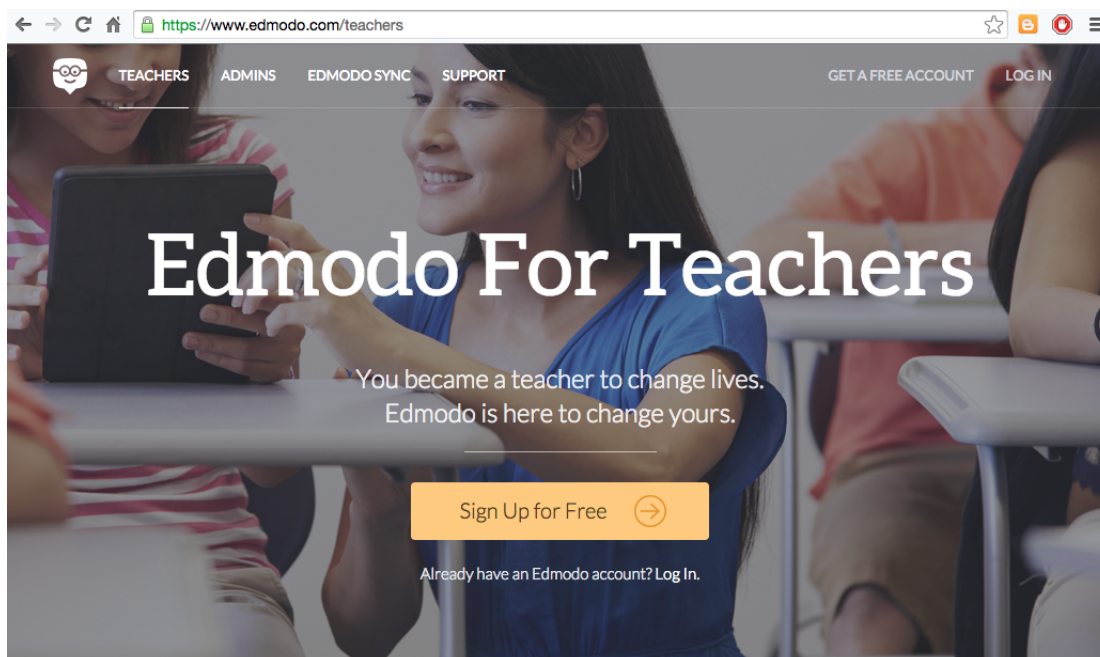 https://www.edmodo.com/teachers
TEACHERS ADMINS EDMODO SYNC SUPPORT GET A FREE ACCOUNT LOG IN
Edmodo For Teachers
You became a teacher to change lives.
Edmodo is here to change yours.
Sign Up for Free
Already have an Edmodo account? Log In.